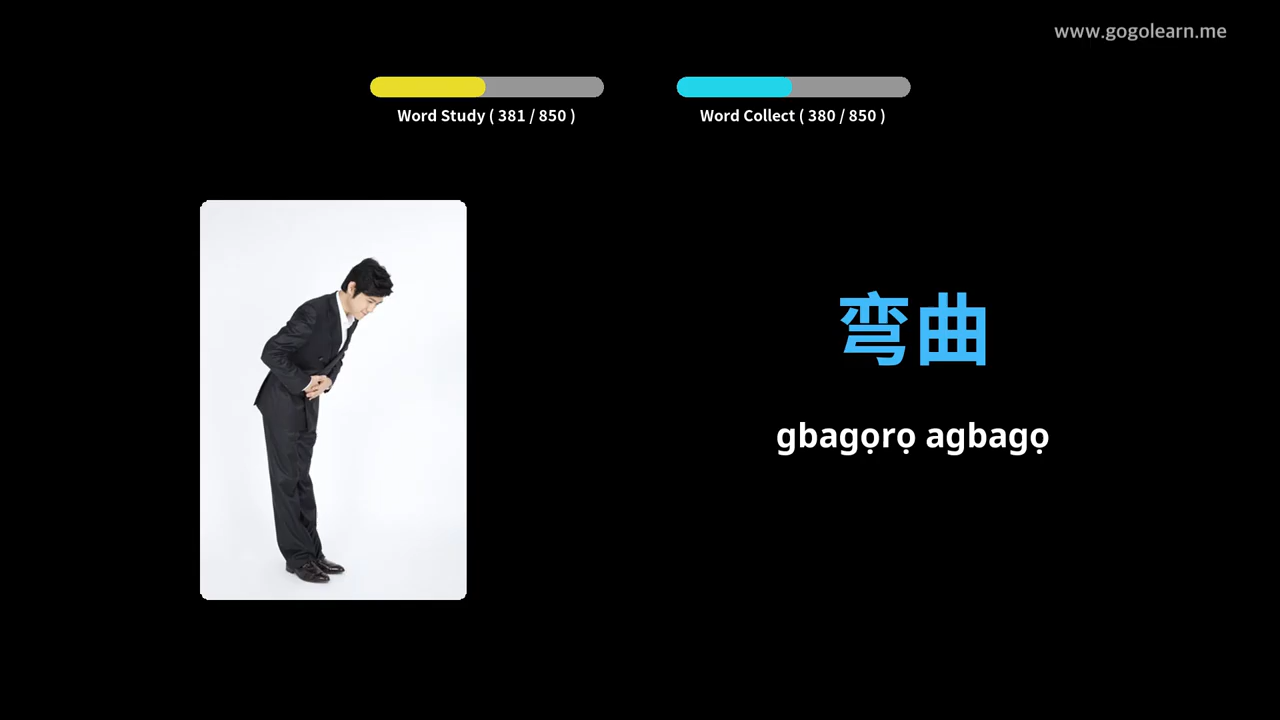 www.gogolearn.me
Word Study ( 381 / 850 )
Word Collect ( 380 / 850 )
弯曲
gbagọrọ agbagọ